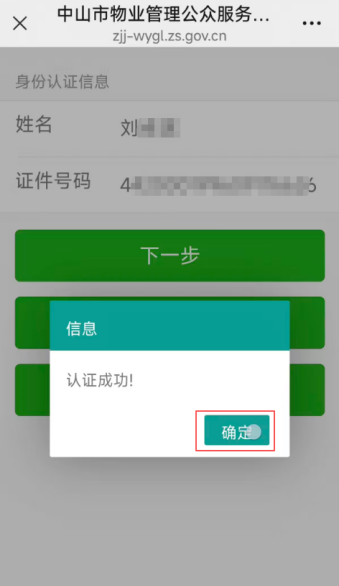 中山市物业管理公众服务...
zjj-wygl.zs.gov.cn
身份认证信息
姓名 刘
证件号码 4 6
下一步
信息
认证成功!
确定